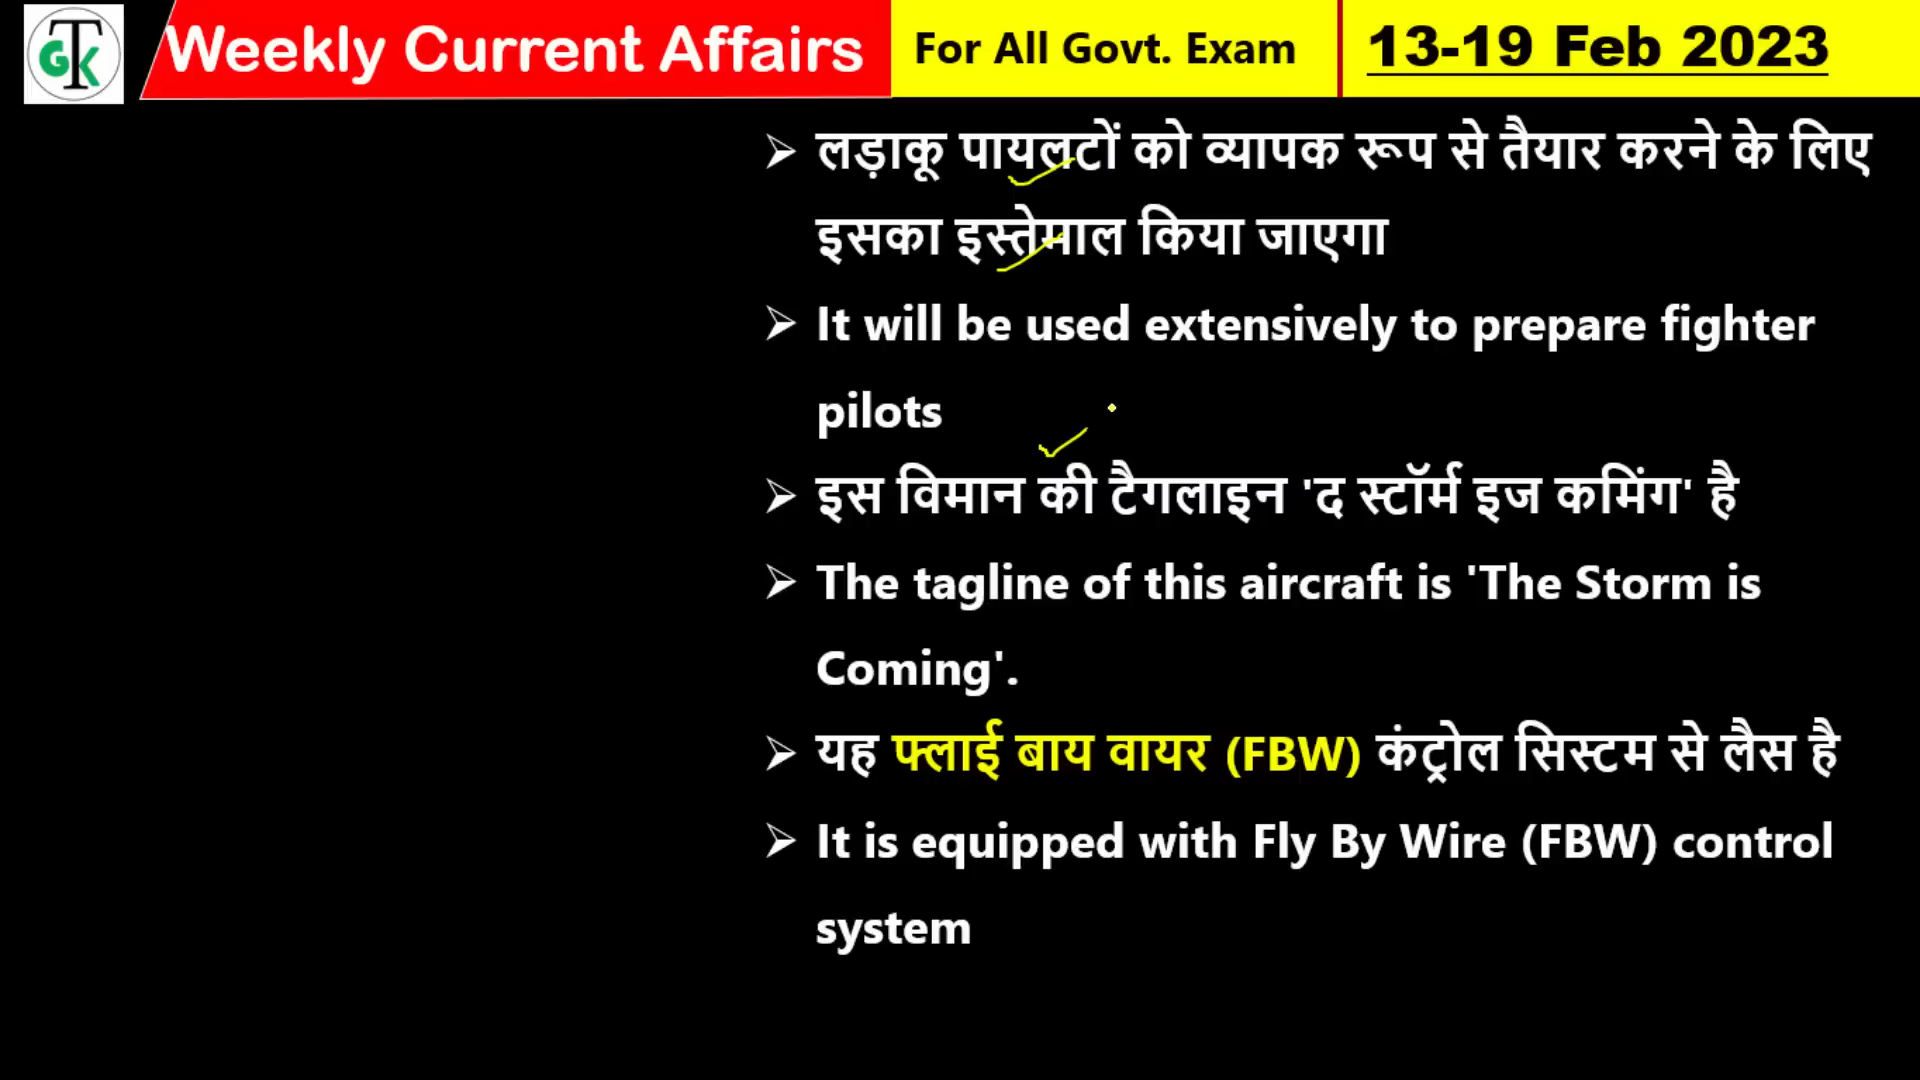 GTK
Weekly Current Affairs
For All Govt. Exam
13-19 Feb 2023
➢ लड़ाकू पायलटों को व्यापक रूप से तैयार करने के लिए
इसका इस्तेमाल किया जाएगा
➢ It will be used extensively to prepare fighter
pilots
➢ इस विमान की टैगलाइन 'द स्टॉर्म इज कमिंग' है
➢ The tagline of this aircraft is 'The Storm is
Coming'.
➢ यह फ्लाई बाय वायर (FBW) कंट्रोल सिस्टम से लैस है
➢ It is equipped with Fly By Wire (FBW) control
system